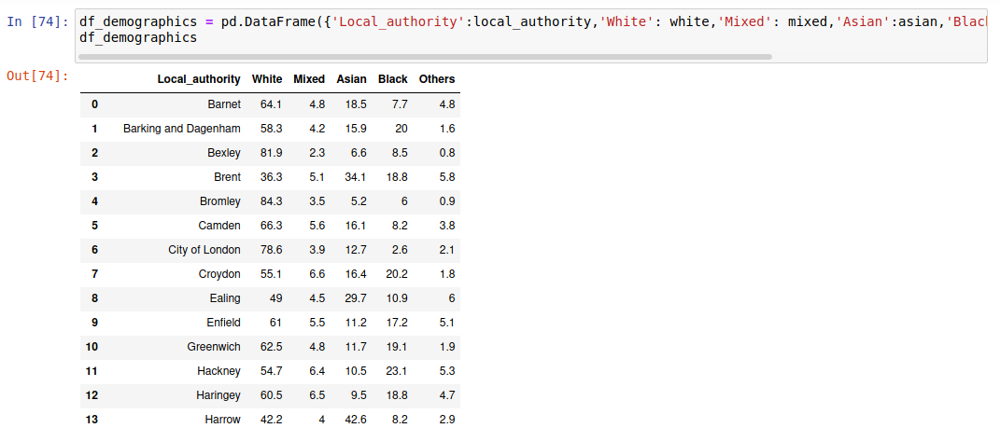 In [74]: df_demographics = pd.DataFrame({'Local_authority':local_authority,'White': white,'Mixed': mixed,'Asian':asian,'Blac
df_demographics
Out[74]:
Local_authority White Mixed Asian Black Others
0 Barnet 64.1 4.8 18.5 7.7 4.8
1 Barking and Dagenham 58.3 4.2 15.9 20 1.6
2 Bexley 81.9 2.3 6.6 8.5 0.8
3 Brent 36.3 5.1 34.1 18.8 5.8
4 Bromley 84.3 3.5 5.2 6 0.9
5 Camden 66.3 5.6 16.1 8.2 3.8
6 City of London 78.6 3.9 12.7 2.6 2.1
7 Croydon 55.1 6.6 16.4 20.2 1.8
8 Ealing 49 4.5 29.7 10.9 6
9 Enfield 61 5.5 11.2 17.2 5.1
10 Greenwich 62.5 4.8 11.7 19.1 1.9
11 Hackney 54.7 6.4 10.5 23.1 5.3
12 Haringey 60.5 6.5 9.5 18.8 4.7
13 Harrow 42.2 4 42.6 8.2 2.9